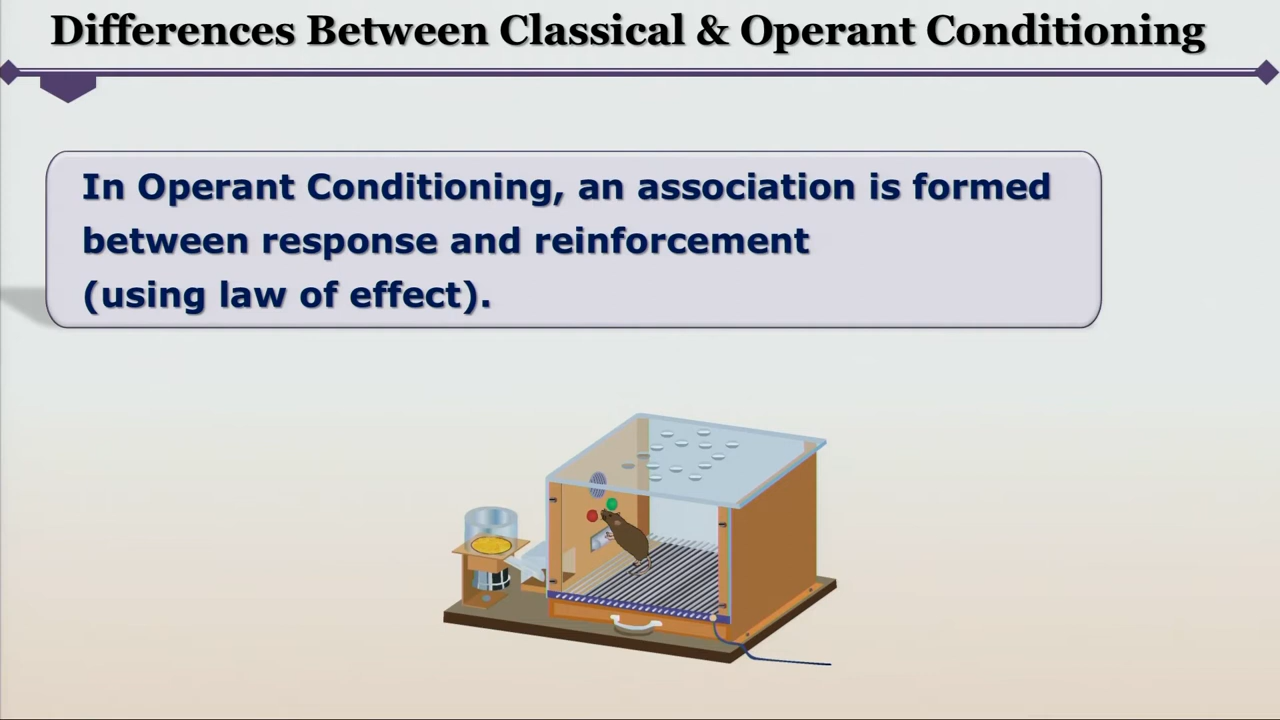 Differences Between Classical & Operant Conditioning
In Operant Conditioning, an association is formed
between response and reinforcement
(using law of effect).